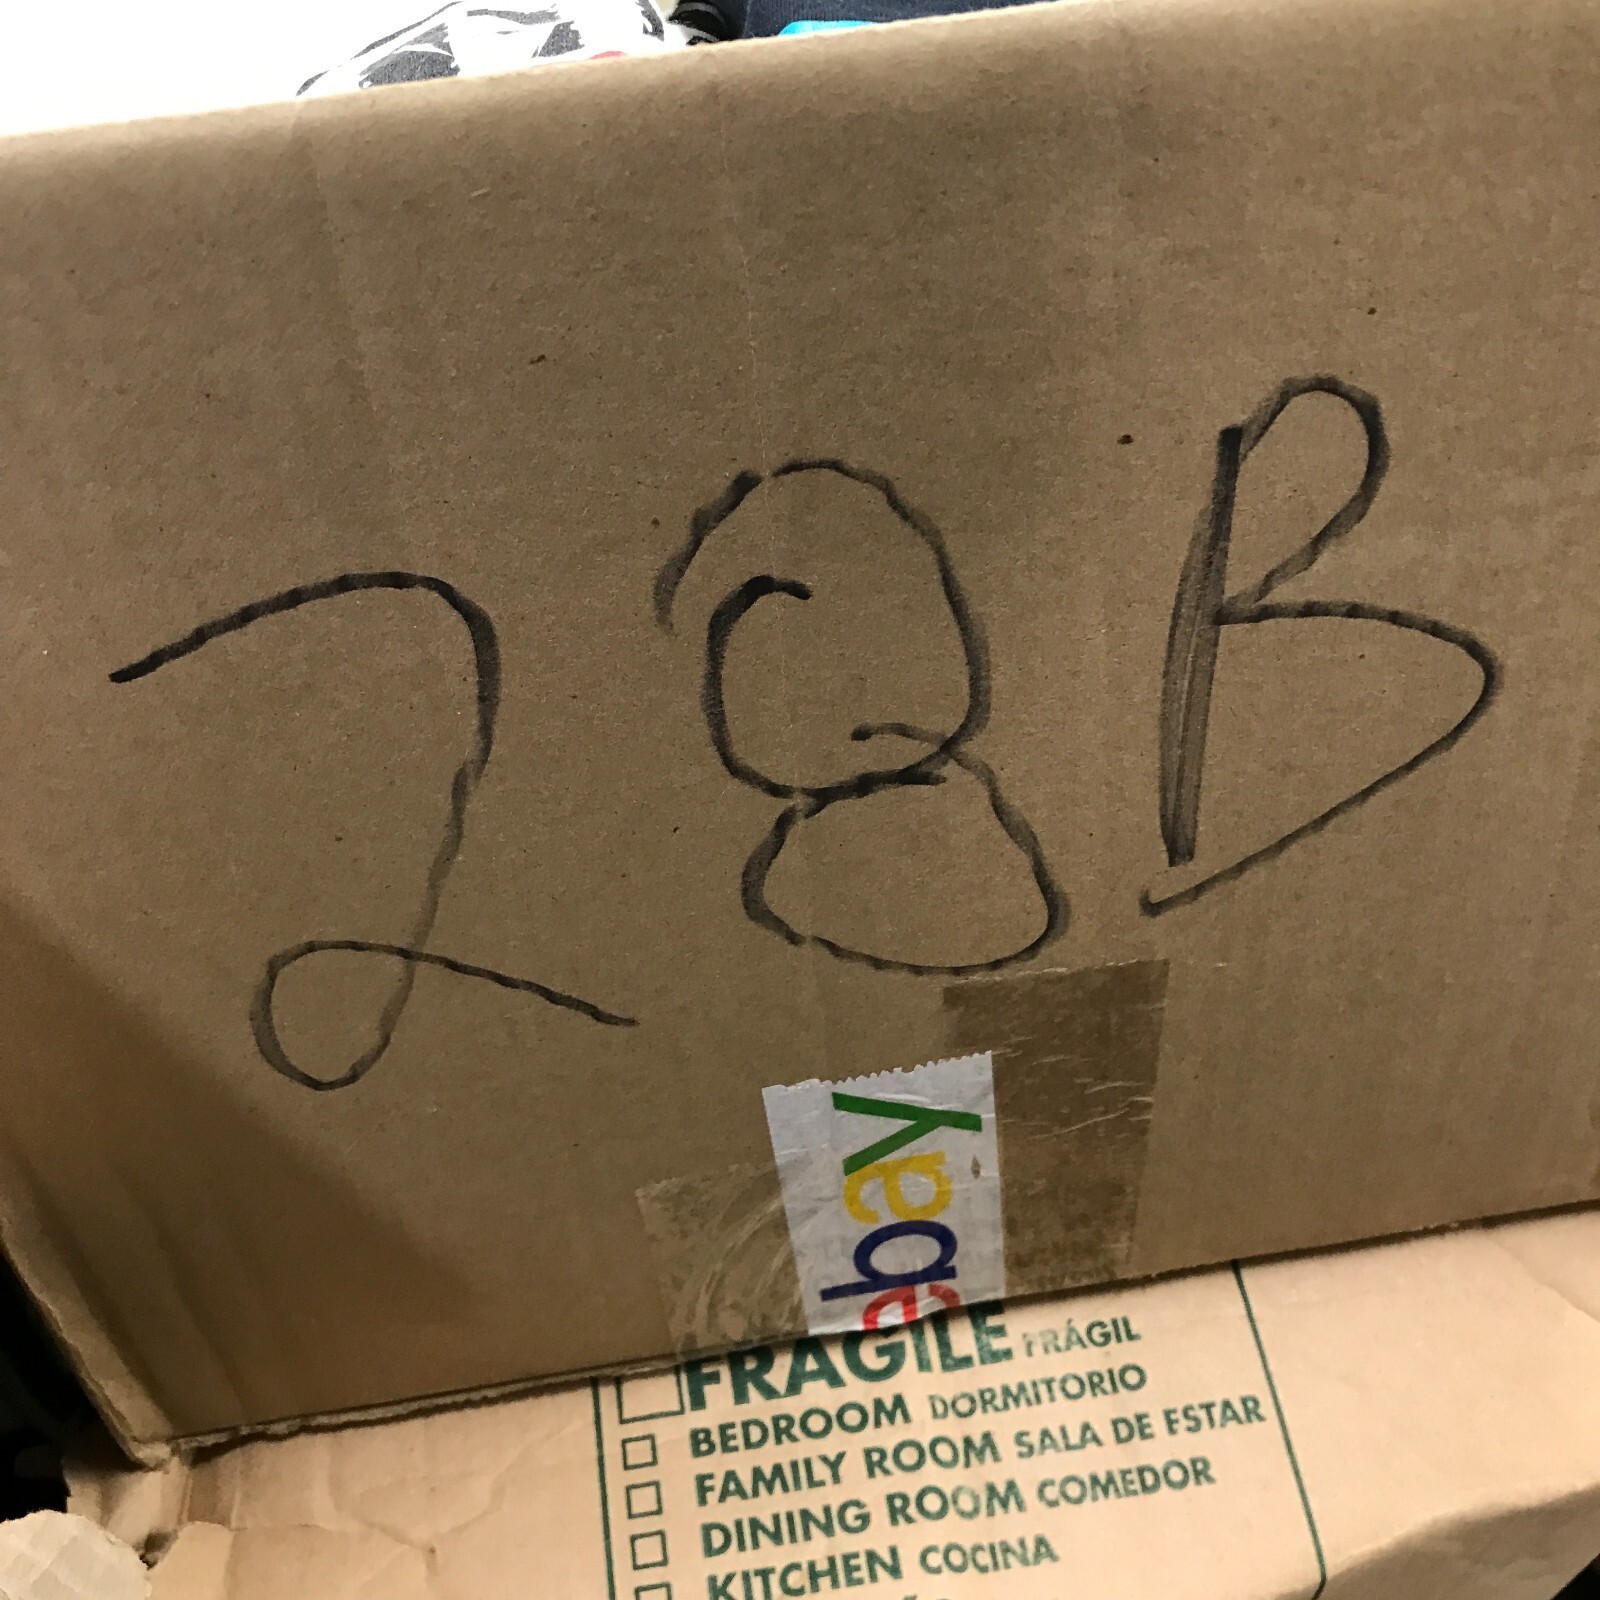 28B
ebay
FRAGILE FRÁGIL
BEDROOM DORMITORIO
FAMILY ROOM SALA DE ESTAR
DINING ROOM COMEDOR
KITCHEN COCINA